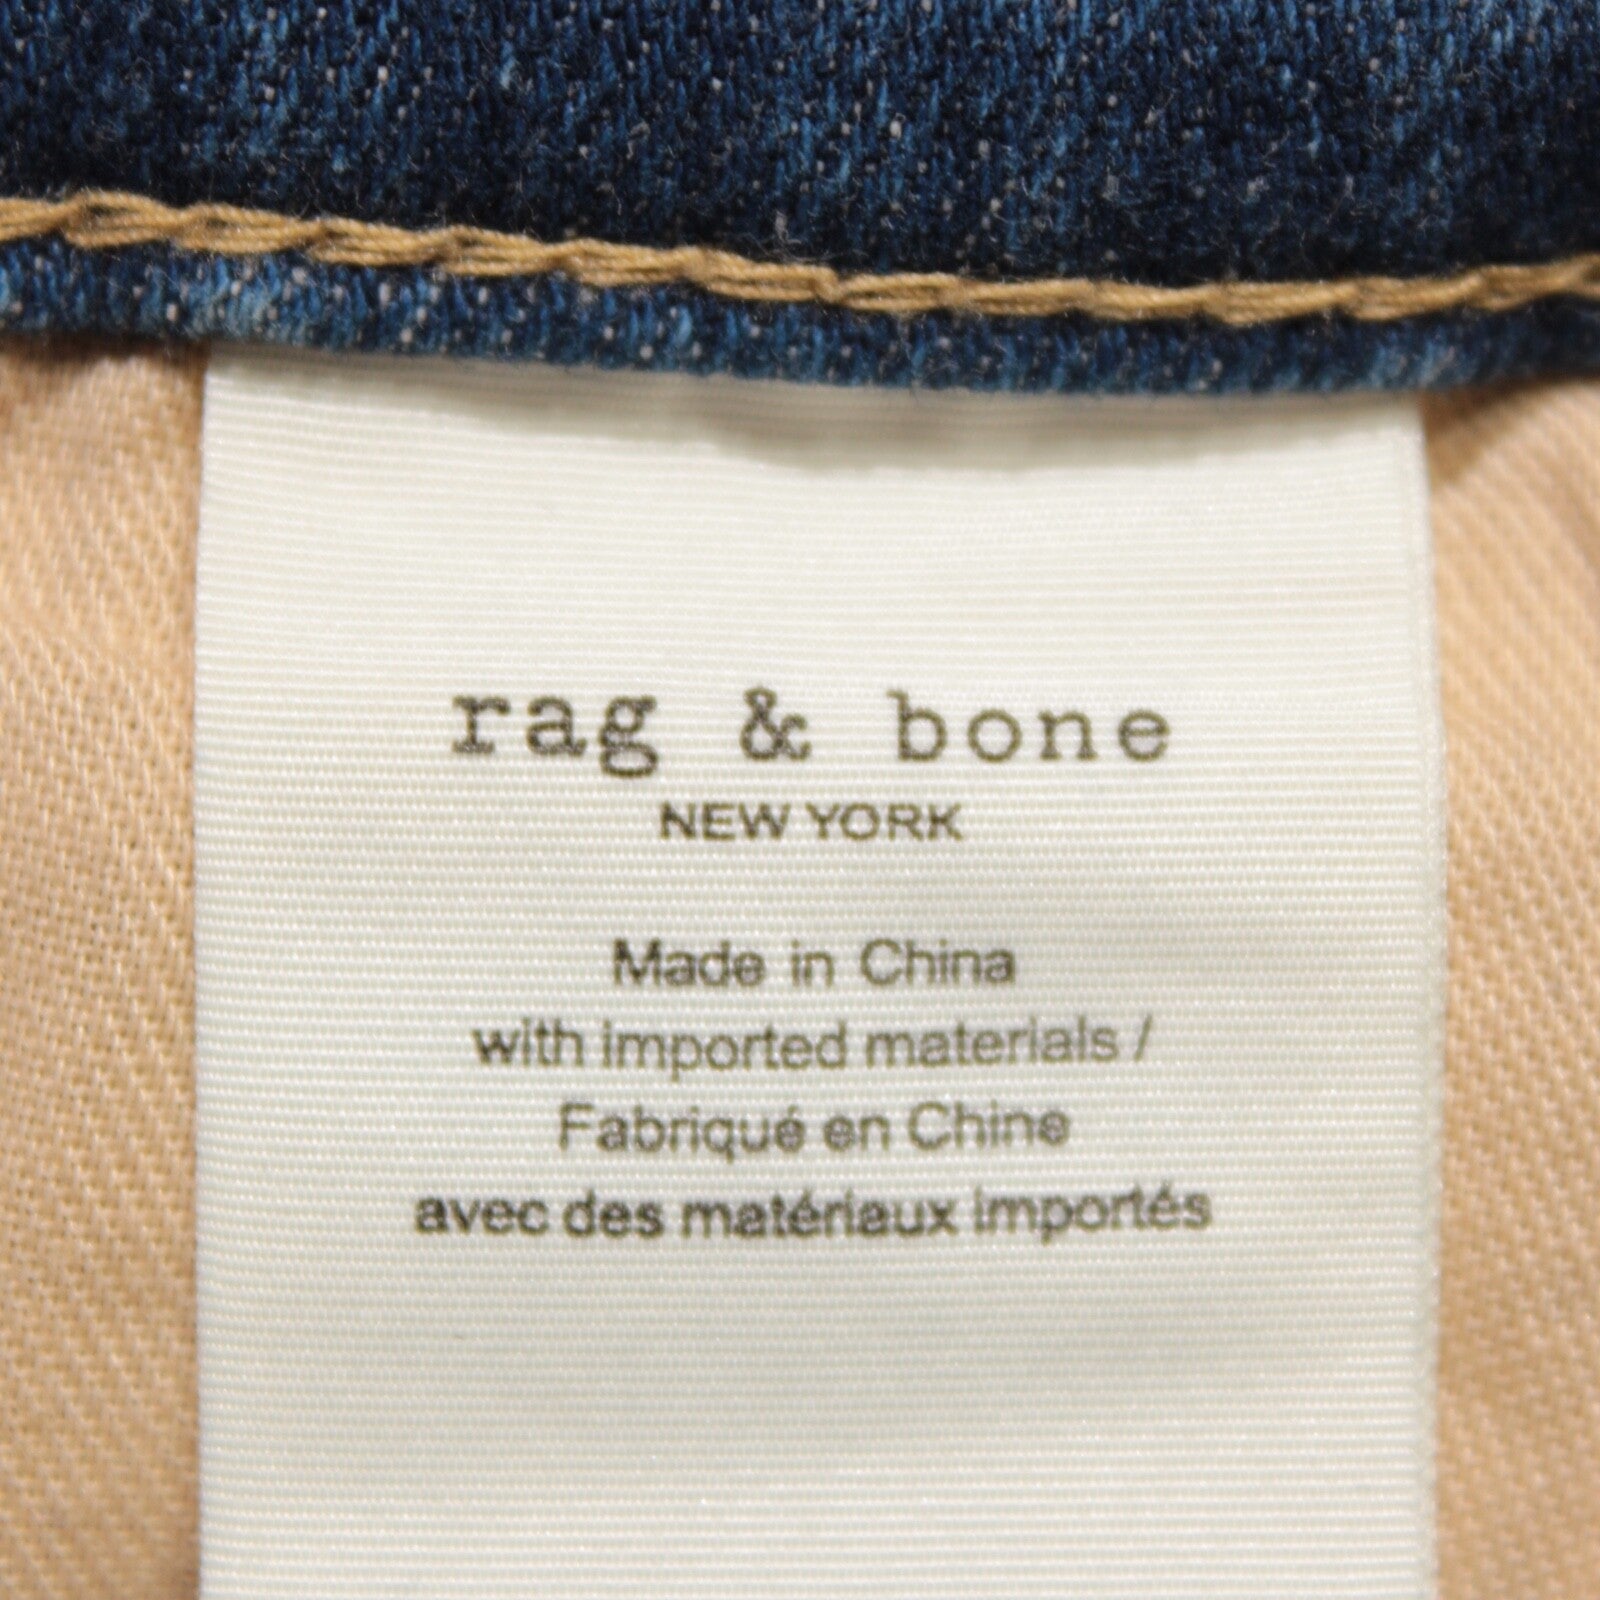 rag & bone
NEW YORK
Made in China
with imported materials /
Fabriqué en Chine
avec des matériaux importés